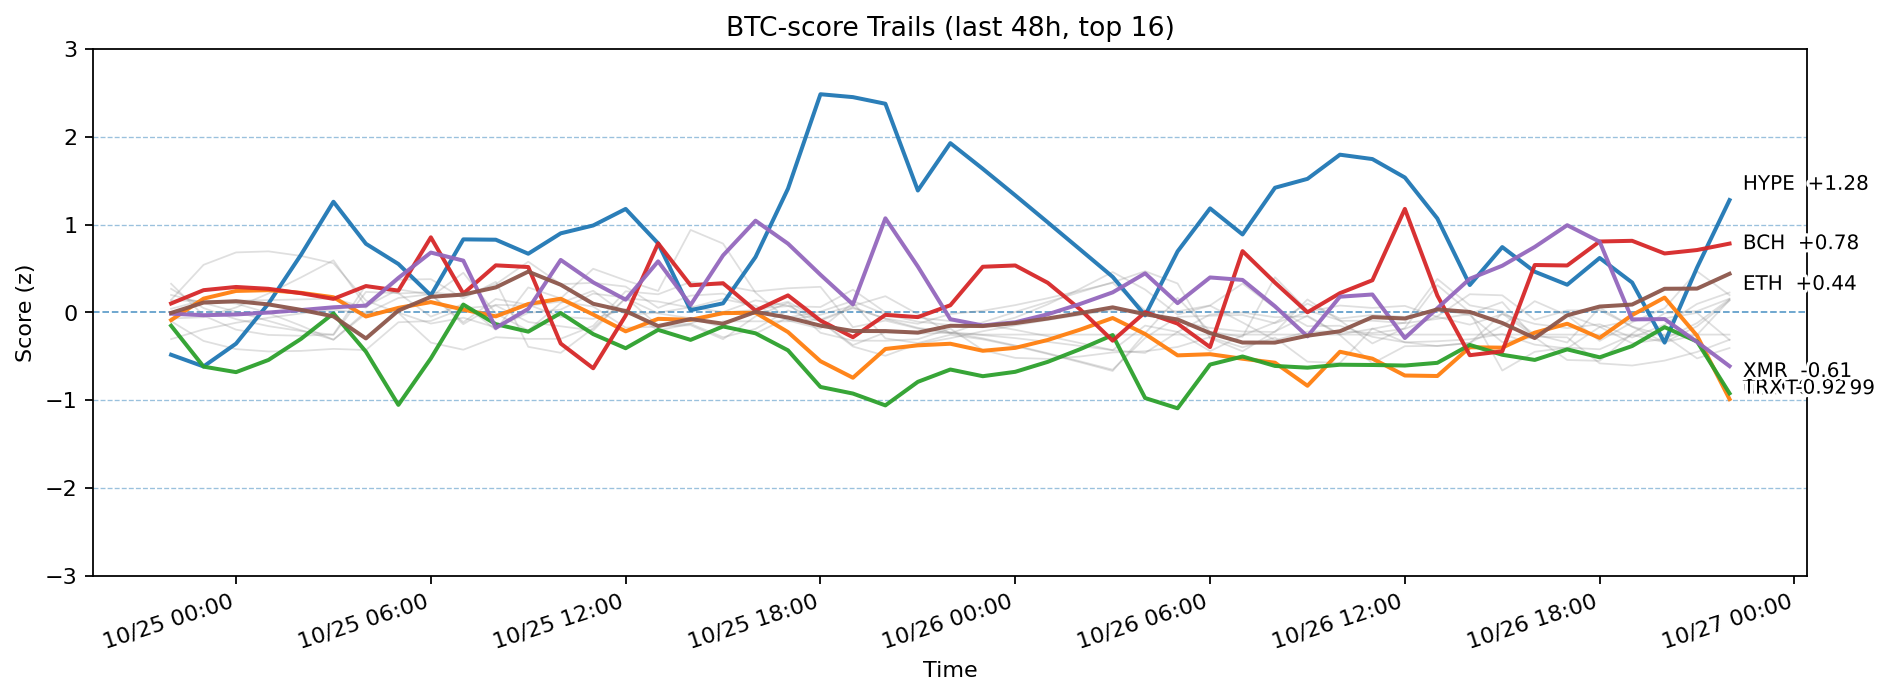 BTC-score Trails (last 48h, top 16)
Score (z)
3
2
1
0
−1
−2
−3
HYPE +1.28
BCH +0.78
ETH +0.44
XMR -0.61
TRX
10/25 00:00
10/25 06:00
10/25 12:00
10/25 18:00
10/26 00:00
10/26 06:00
10/26 12:00
10/26 18:00
10/27 00:00
Time